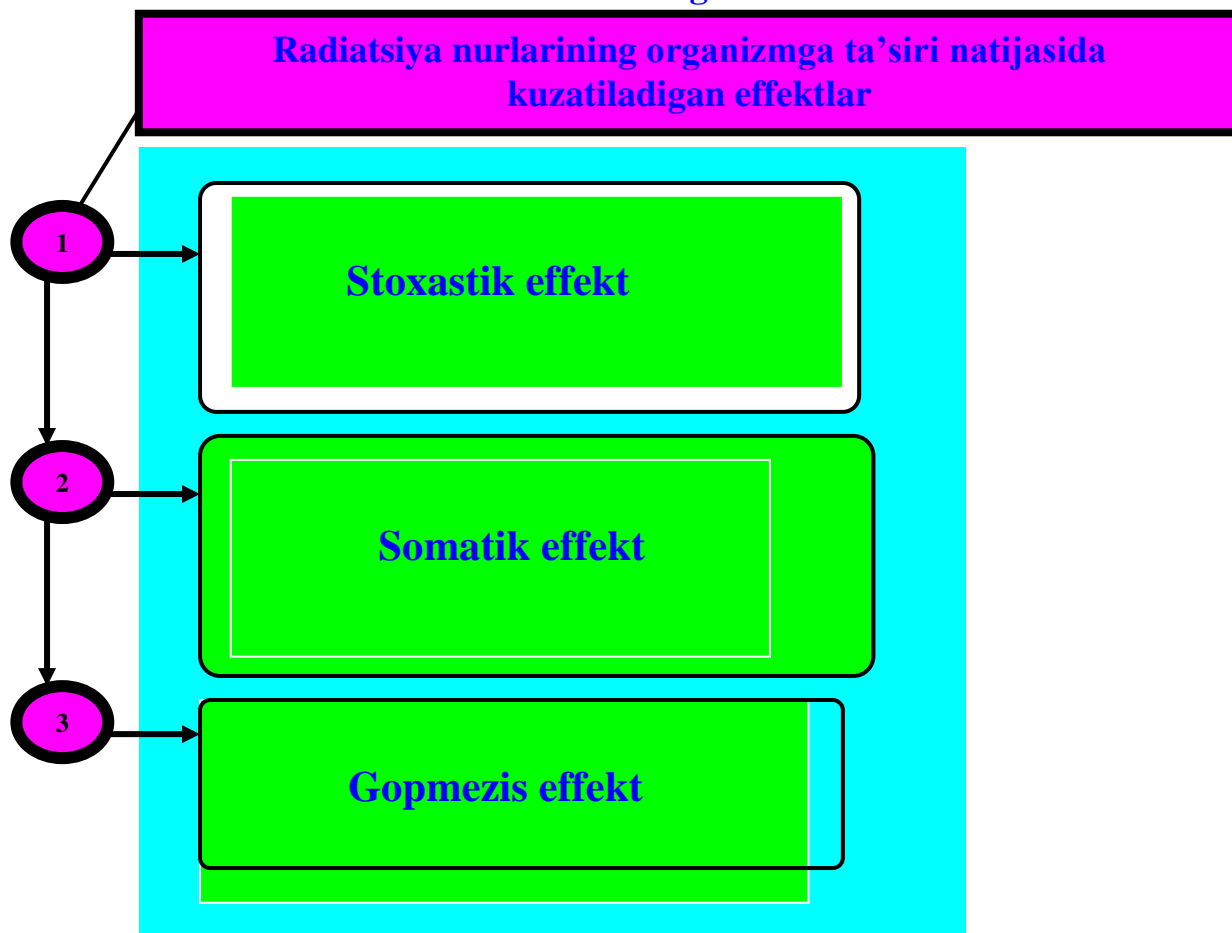 Radiatsiya nurlarining organizmga ta’siri natijasida
kuzatiladigan effektlar
1
Stoxastik effekt
2
Somatik effekt
3
Gopmezis effekt